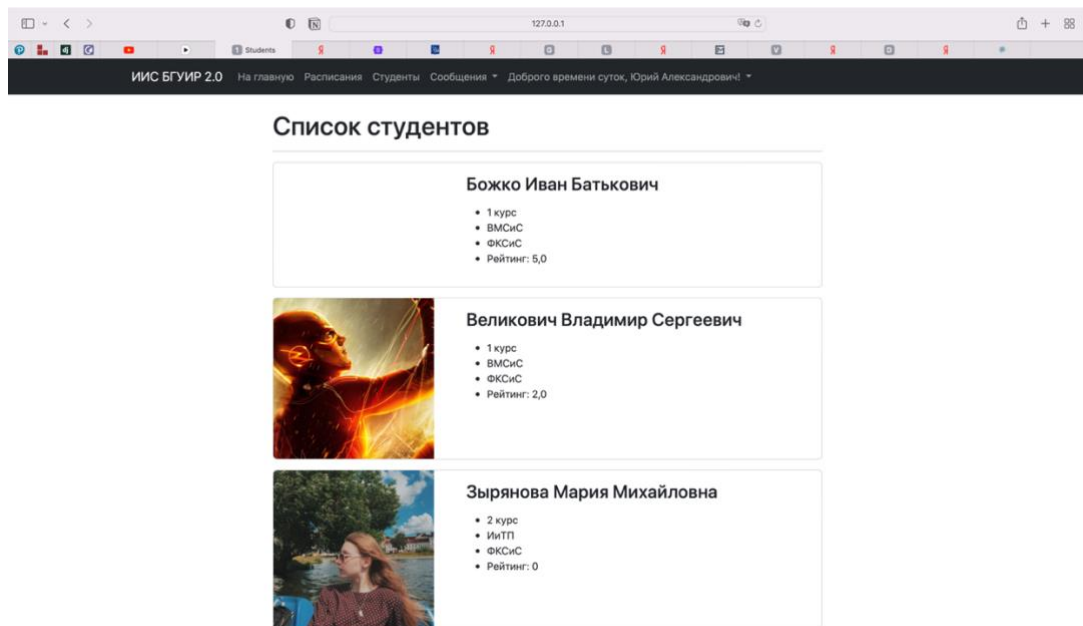 127.0.0.1
Students
ИИС БГУИР 2.0 На главную Расписания Студенты Сообщения Доброго времени суток, Юрий Александрович!
Список студентов
Божко Иван Батькович
• 1 курс
• ВМСиС
• ФКСиС
• Рейтинг: 5,0
Великович Владимир Сергеевич
• 1 курс
• ВМСиС
• ФКСиС
• Рейтинг: 2,0
Зырянова Мария Михайловна
• 2 курс
• ИиТП
• ФКСиС
• Рейтинг: 0